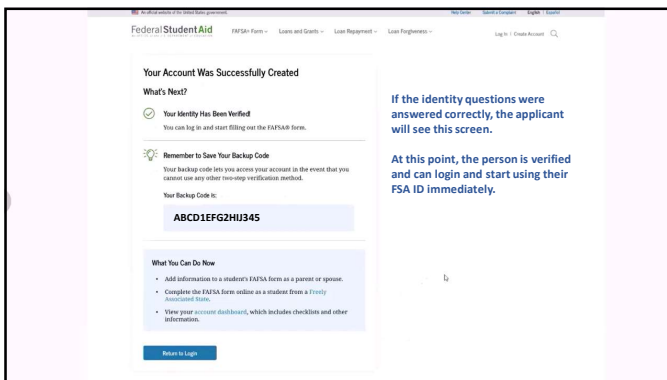 An official website of the United States government.
Help Center Submit a Complaint English | Español
Federal Student Aid
FAFSA® Form Loans and Grants Loan Repayment Loan Forgiveness
Log In | Create Account
Your Account Was Successfully Created
What's Next?
Your Identity Has Been Verified!
You can log in and start filling out the FAFSA® form.
Remember to Save Your Backup Code
Your backup code lets you access your account in the event that you
cannot use any other two-step verification method.
Your Backup Code is:
ABCD1EFG2HIJ345
What You Can Do Now
• Add information to a student's FAFSA form as a parent or spouse.
• Complete the FAFSA form online as a student from a Freely
Associated State.
• View your account dashboard, which includes checklists and other
information.
Return to Login
If the identity questions were
answered correctly, the applicant
will see this screen.
At this point, the person is verified
and can login and start using their
FSA ID immediately.